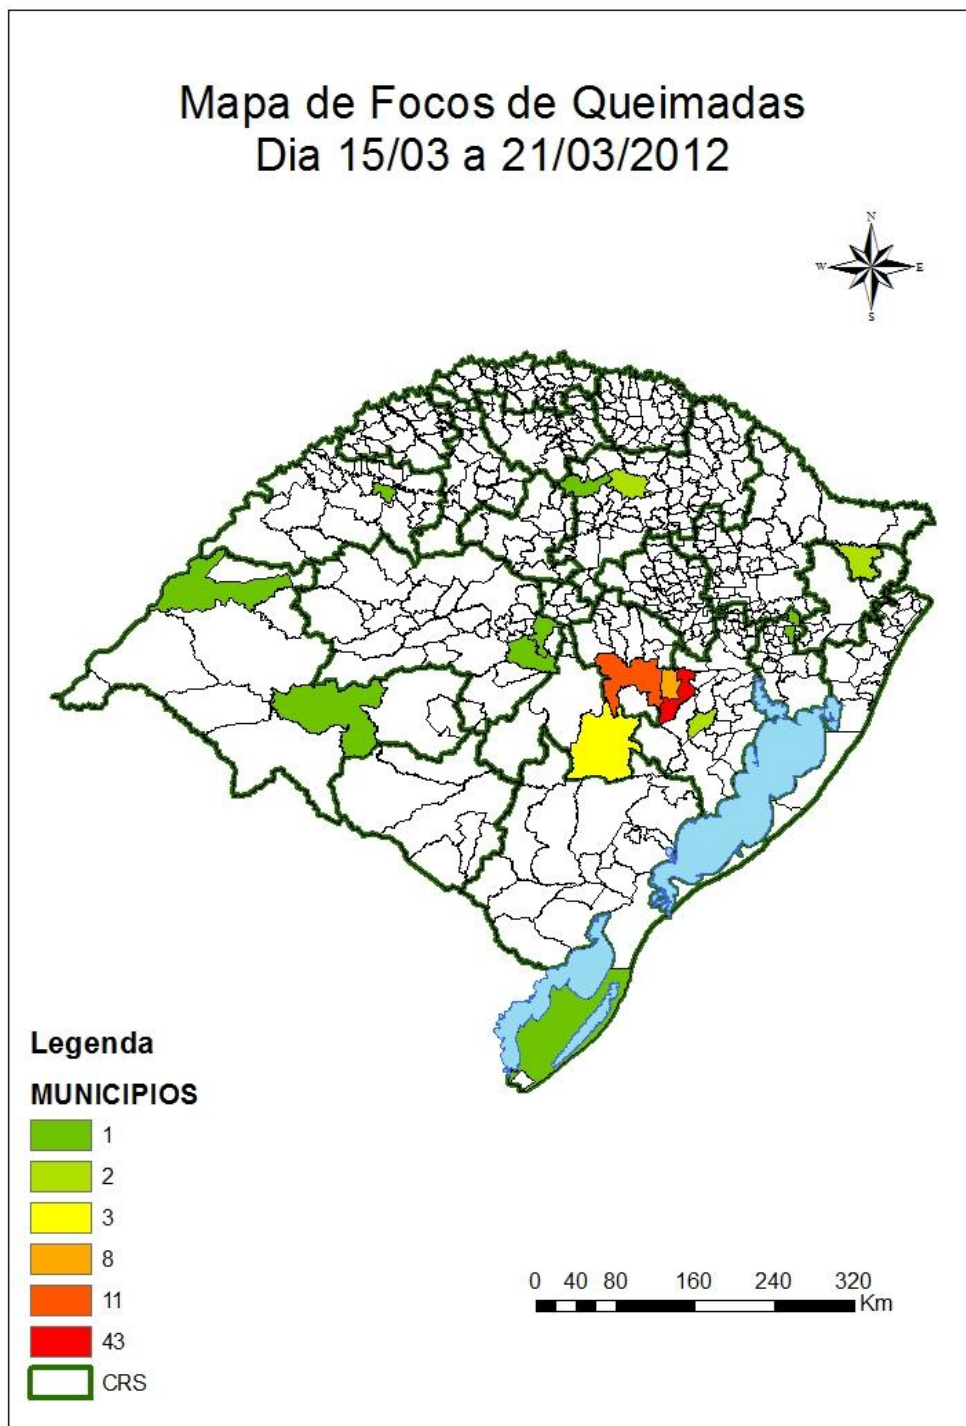 Mapa de Focos de Queimadas
Dia 15/03 a 21/03/2012
N
W E
S
Legenda
MUNICIPIOS
1
2
3
8
11
43
CRS
0 40 80 160 240 320
Km